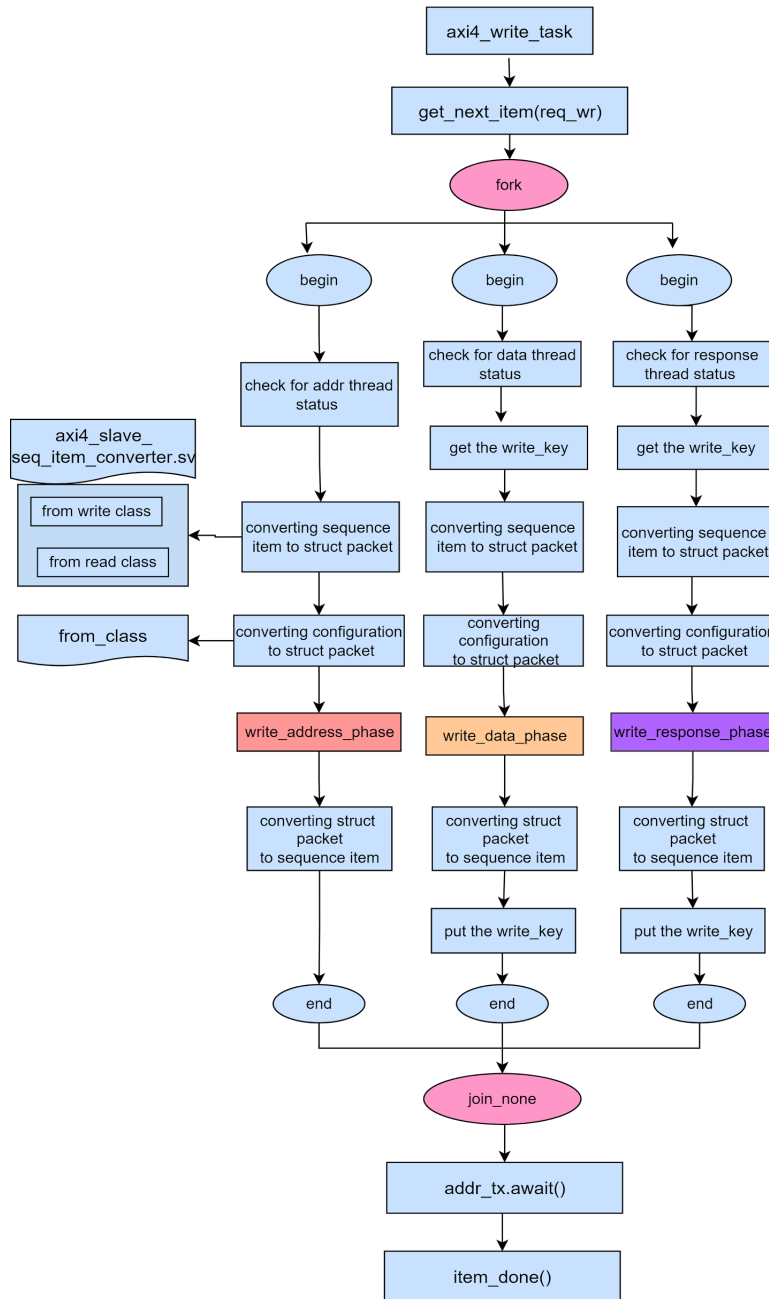 axi4_write_task
get_next_item(req_wr)
fork
begin
begin
begin
check for addr thread
status
check for data thread
status
check for response
thread status
axi4_slave_
seq_item_converter.sv
get the write_key
get the write_key
from write class
from read class
converting sequence
item to struct packet
converting sequence
item to struct packet
converting sequence
item to struct packet
from_class
converting configuration
to struct packet
converting
configuration
to struct packet
converting configuration
to struct packet
write_address_phase
write_data_phase
write_response_phase
converting struct
packet
to sequence item
converting struct
packet
to sequence item
converting struct
packet
to sequence item
put the write_key
put the write_key
end
end
end
join_none
addr_tx.await()
item_done()